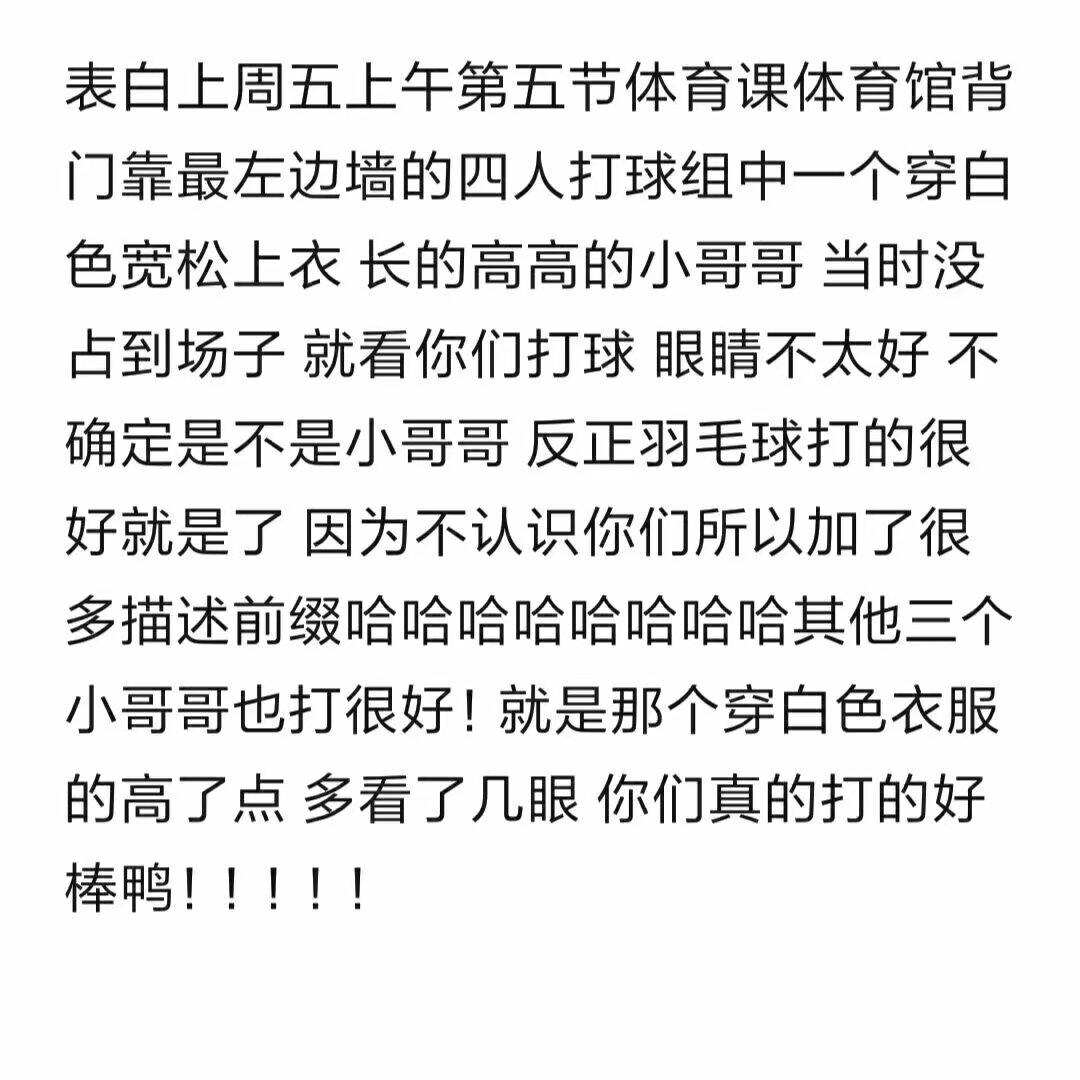 表白上周五上午第五节体育课体育馆背
门靠最左边墙的四人打球组中一个穿白
色宽松上衣 长的高高的小哥哥 当时没
占到场子 就看你们打球 眼睛不太好 不
确定是不是小哥哥 反正羽毛球打的很
好就是了 因为不认识你们所以加了很
多描述前缀哈哈哈哈哈哈哈哈其他三个
小哥哥也打很好！就是那个穿白色衣服
的高了点 多看了几眼 你们真的打的好
棒鸭！！！！！